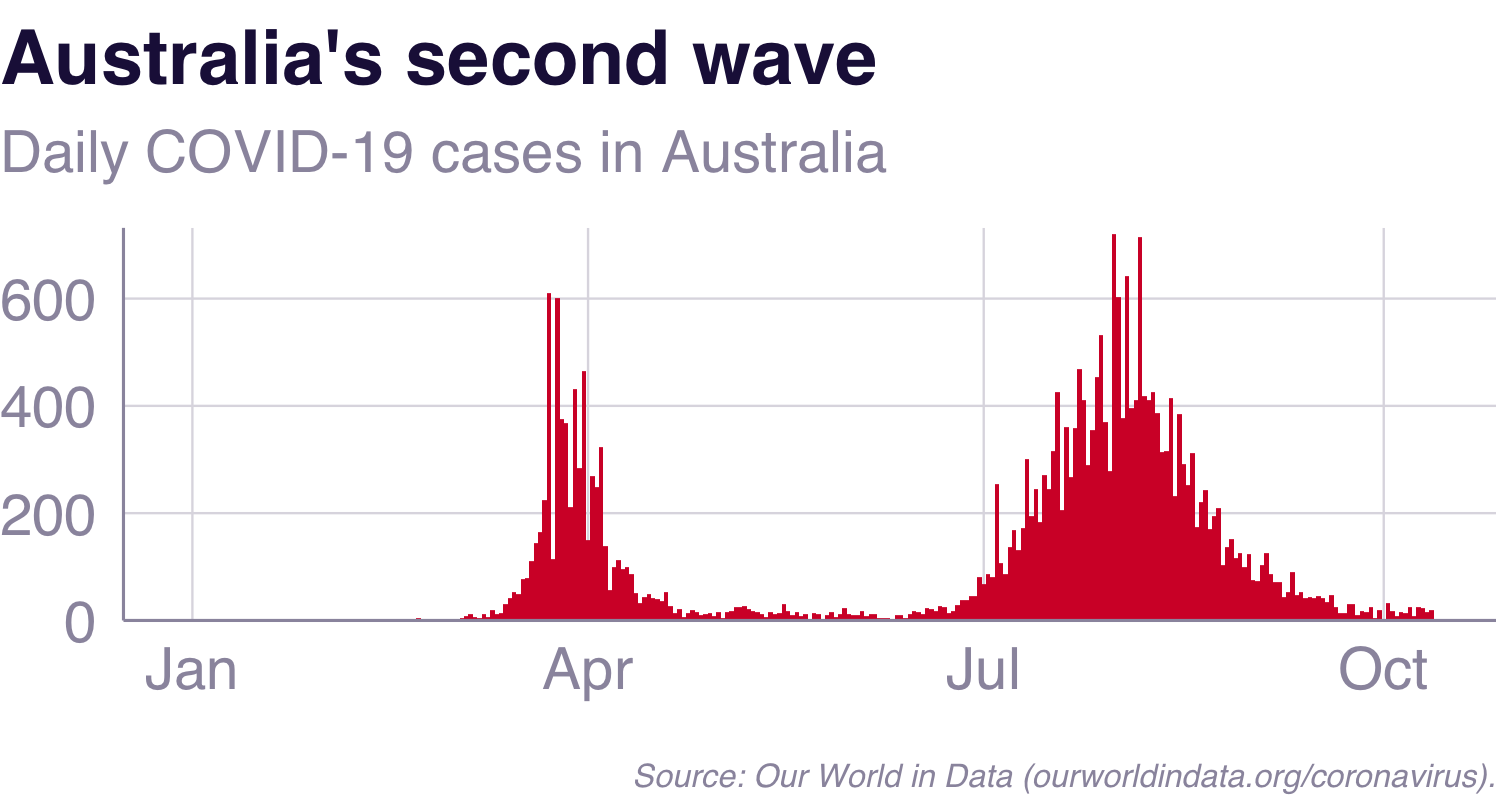 Australia's second wave
Daily COVID-19 cases in Australia
600
400
200
0
Jan Apr Jul Oct
Source: Our World in Data (ourworldindata.org/coronavirus).